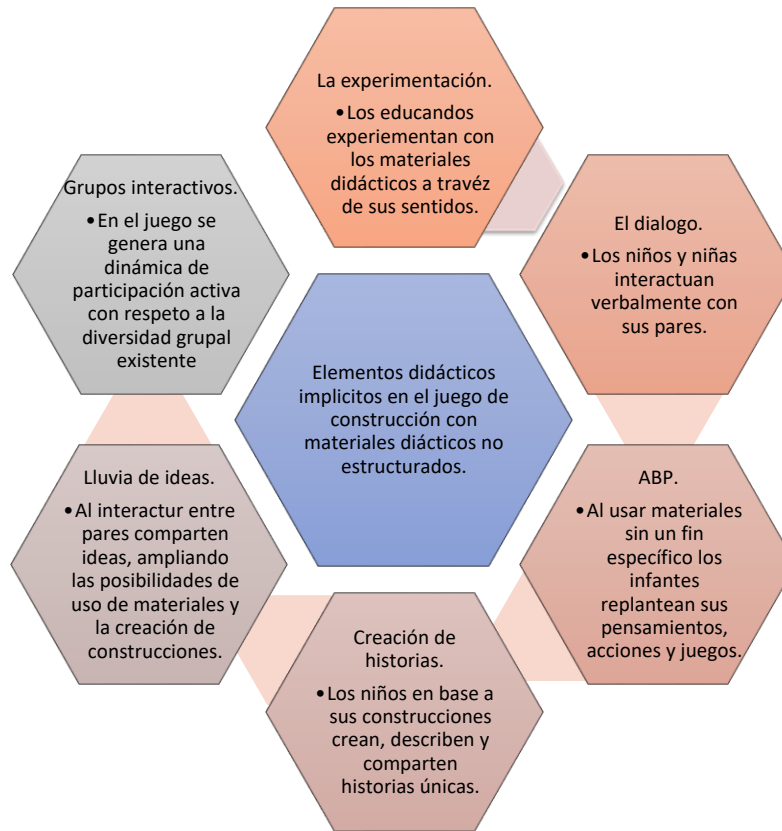 La experimentación.
•Los educandos
experiementan con
los materiales
didácticos a travéz
de sus sentidos.
El dialogo.
•Los niños y niñas
interactuan
verbalmente con
sus pares.
ABP.
•Al usar materiales
sin un fin
específico los
infantes
replantean sus
pensamientos,
acciones y juegos.
Creación de
historias.
•Los niños en base a
sus construcciones
crean, describen y
comparten
historias únicas.
Lluvia de ideas.
•Al interactur entre
pares comparten
ideas, ampliando
las posibilidades de
uso de materiales y
la creación de
construcciones.
Grupos interactivos.
•En el juego se
genera una
dinámica de
participación activa
con respeto a la
diversidad grupal
existente
Elementos didácticos
implicitos en el juego de
construcción con
materiales diácticos no
estructurados.